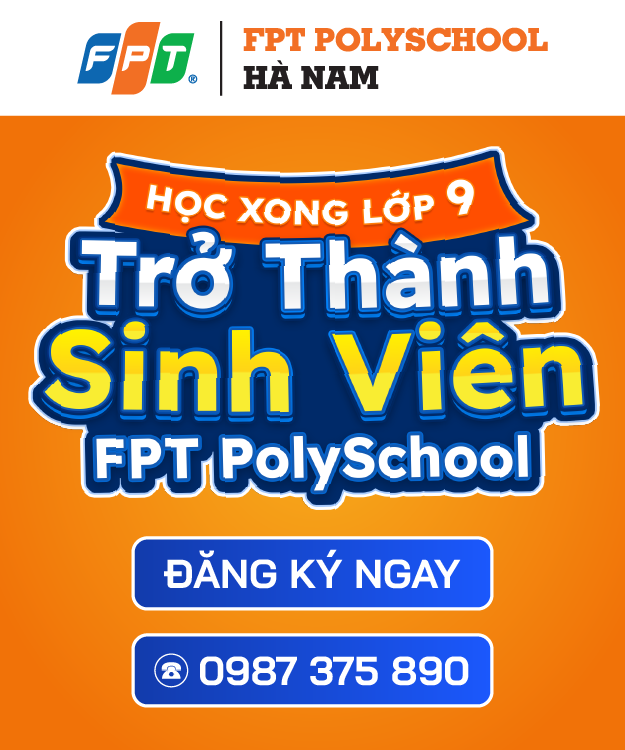 FPT®
FPT POLYSCHOOL
HÀ NAM
HỌC XONG LỚP 9
Trở Thành
Sinh Viên
FPT PolySchool
ĐĂNG KÝ NGAY
0987 375 890